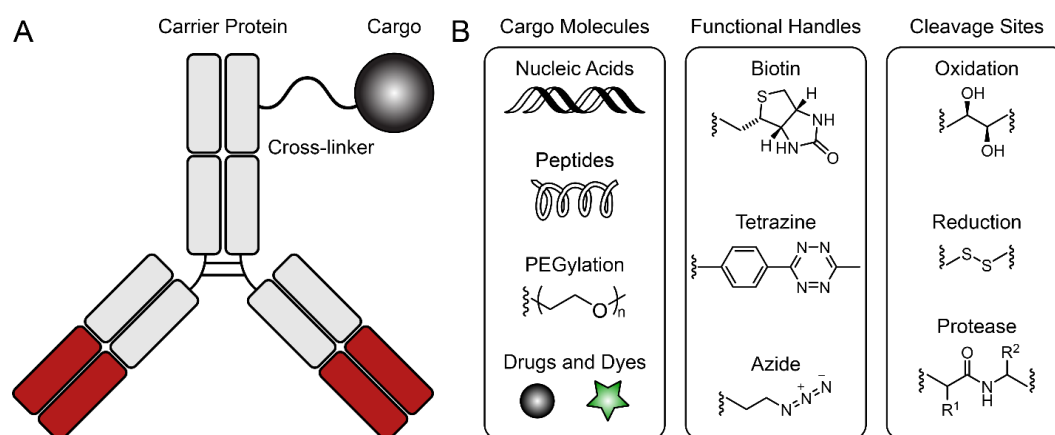 A
Carrier Protein
Cargo
Cross-linker
B
Cargo Molecules
Nucleic Acids
Peptides
PEGylation
O
n
Drugs and Dyes
Functional Handles
Biotin
S
H
NH
H
HN
O
Tetrazine
N
N
N
N
Azide
N
+
N
−
N
Cleavage Sites
Oxidation
OH
OH
Reduction
S
S
Protease
O
R²
N
H
R¹